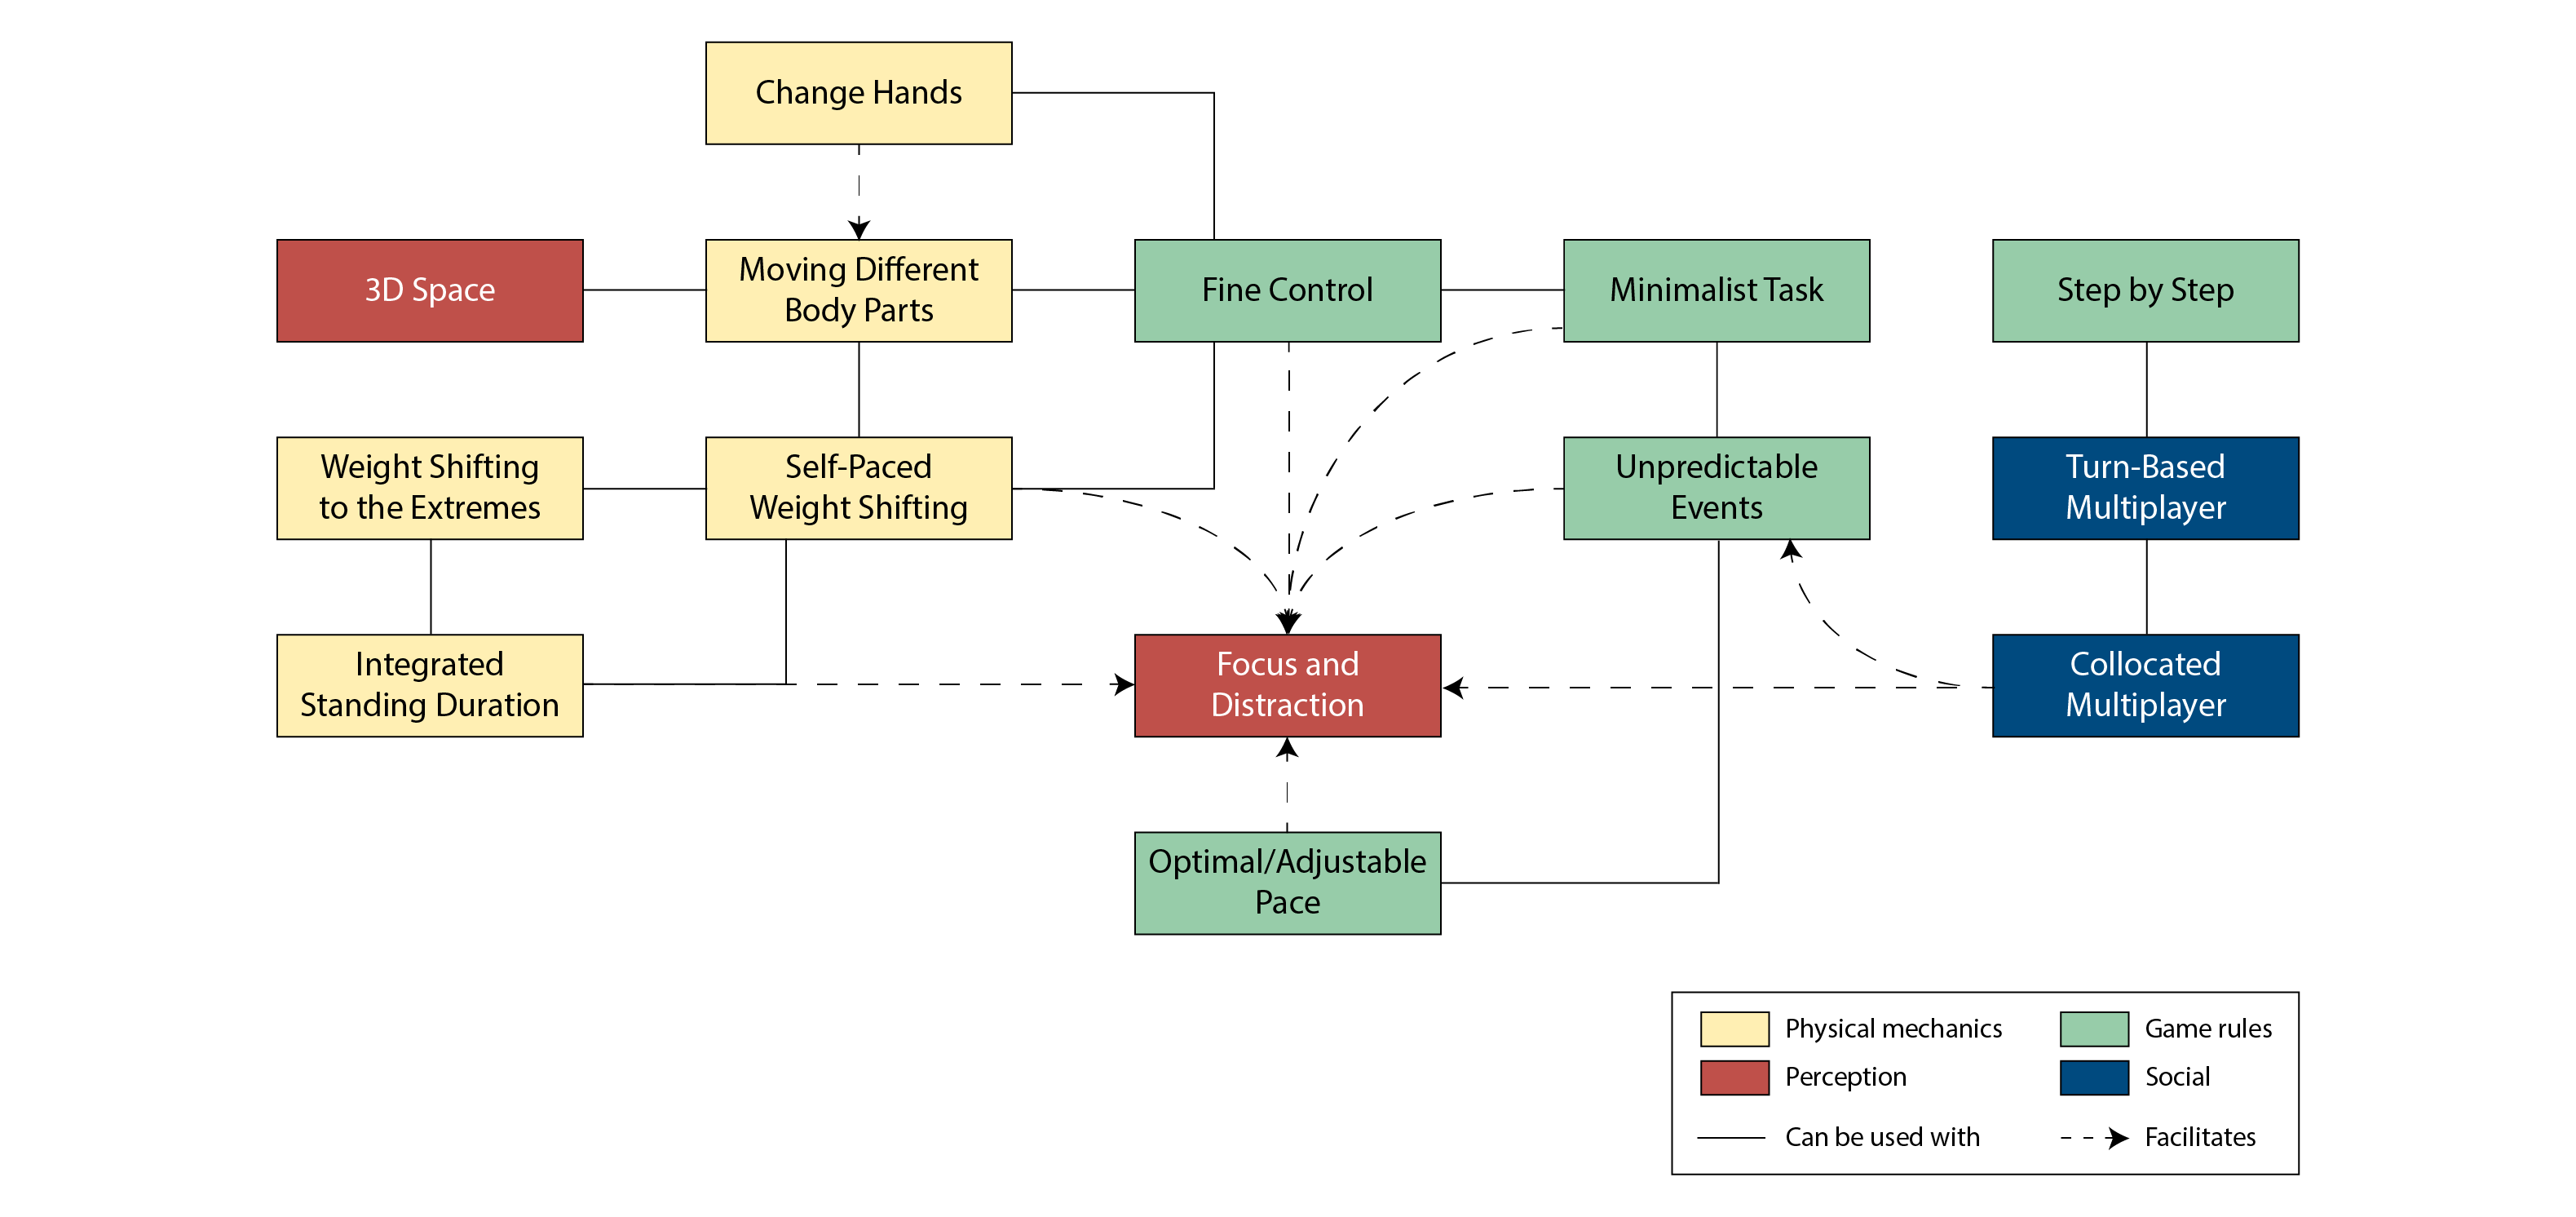 Change Hands
3D Space
Moving Different
Body Parts
Fine Control
Minimalist Task
Step by Step
Weight Shifting
to the Extremes
Self-Paced
Weight Shifting
Unpredictable
Events
Turn-Based
Multiplayer
Integrated
Standing Duration
Focus and
Distraction
Collocated
Multiplayer
Optimal/Adjustable
Pace
Physical mechanics
Game rules
Perception
Social
Can be used with
Facilitates